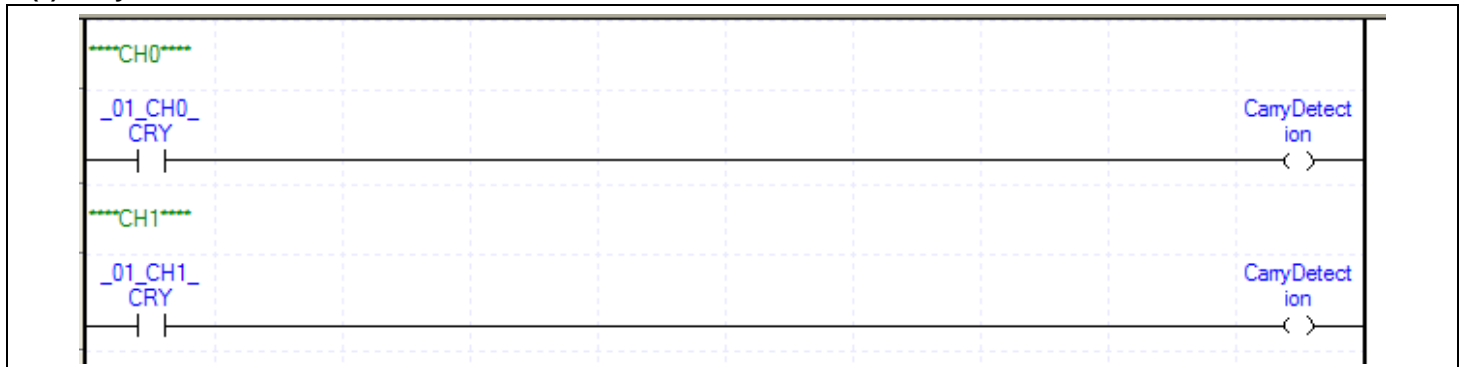 ****CH0****
_01_CH0_
CRY
CarryDetect
ion
****CH1****
_01_CH1_
CRY
CarryDetect
ion